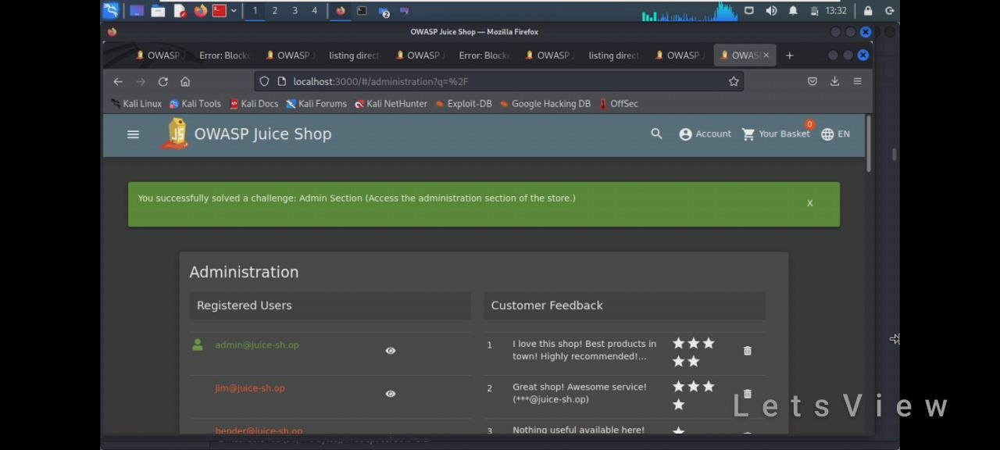 1 2 3 4
2
13:32
OWASP Juice Shop — Mozilla Firefox
OWASP J
Error: Blocke
OWASP J
listing direct
OWASP J
Error: Blocke
OWASP J
listing direct
OWASP J
OWAS
localhost:3000/#/administration?q=%2F
Kali Linux Kali Tools Kali Docs Kali Forums Kali NetHunter Exploit-DB Google Hacking DB OffSec
JS
OWASP Juice Shop
Account
0
Your Basket
EN
You successfully solved a challenge: Admin Section (Access the administration section of the store.)
X
Administration
Registered Users
admin@juice-sh.op
jim@juice-sh.op
bender@juice-sh.op
Customer Feedback
1 I love this shop! Best products in
town! Highly recommended!...
2 Great shop! Awesome service!
(***@juice-sh.op)
3 Nothing useful available here!
LetsView